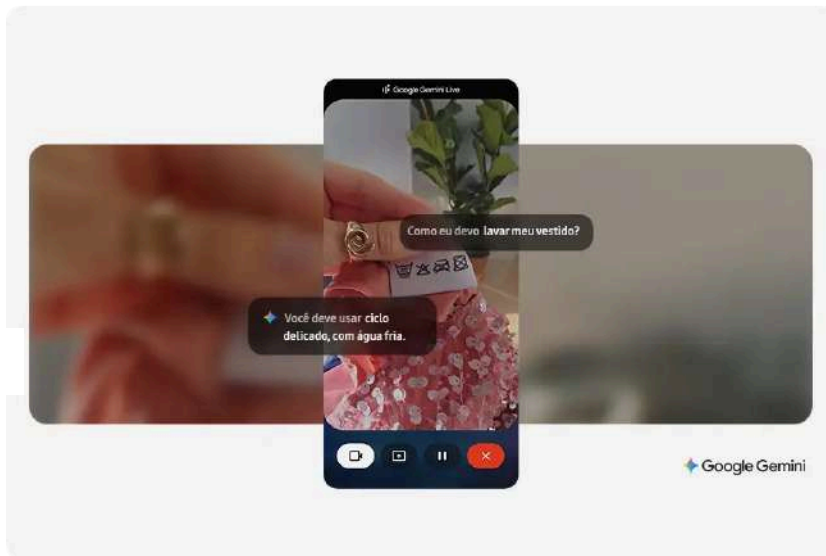 Google Gemini Live
Como eu devo lavar meu vestido?
Você deve usar ciclo
delicado, com água fria.
Google Gemini